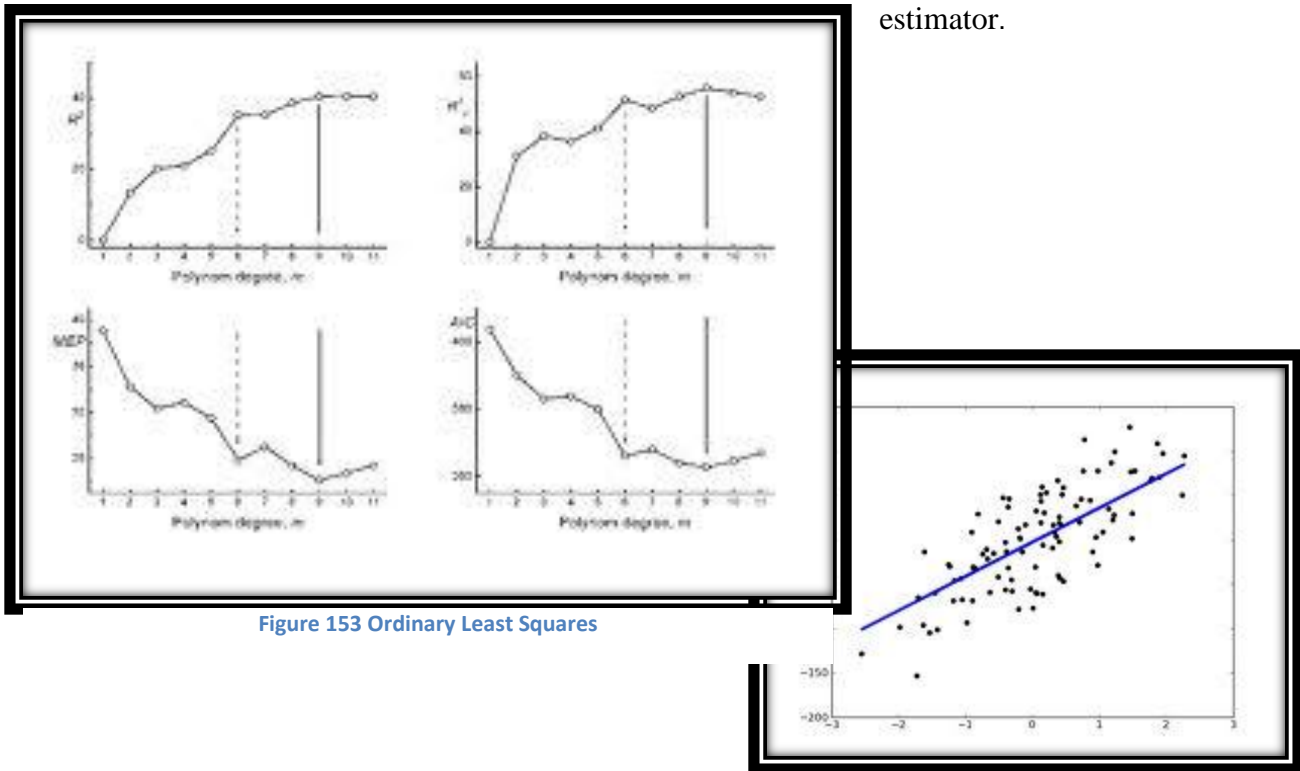 estimator.
40
20
0
1 2 3 4 5 6 7 8 9 10 11
Polynom degree, m
60
40
20
0
1 2 3 4 5 6 7 8 9 10 11
Polynom degree, m
MEP
1 2 3 4 5 6 7 8 9 10 11
Polynom degree, m
AIC
1 2 3 4 5 6 7 8 9 10 11
Polynom degree, m
Figure 153 Ordinary Least Squares
−150
−200
−3 −2 −1 0 1 2 3